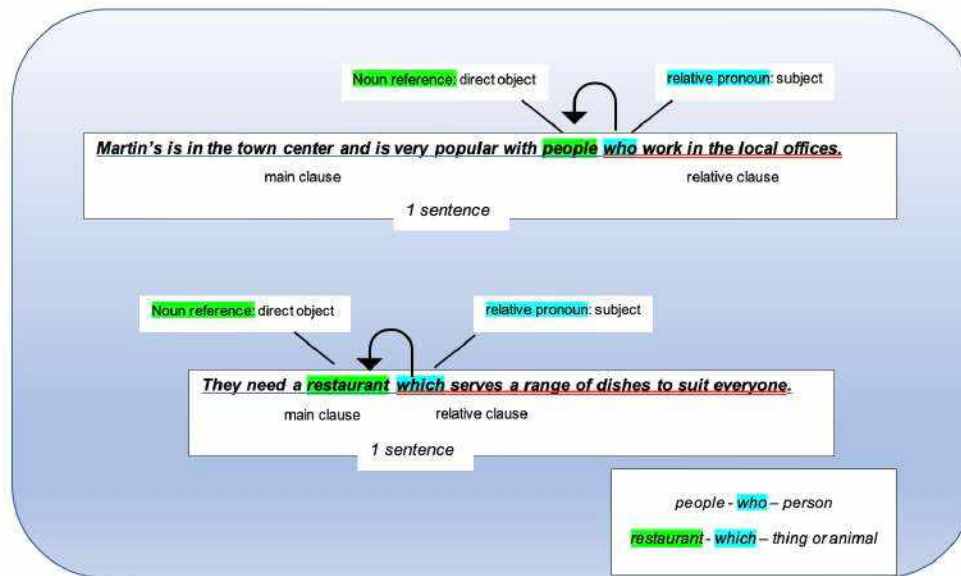 Noun reference: direct object
relative pronoun: subject
Martin's is in the town center and is very popular with people who work in the local offices.
main clause
relative clause
1 sentence
Noun reference: direct object
relative pronoun: subject
They need a restaurant which serves a range of dishes to suit everyone.
main clause
relative clause
1 sentence
people - who – person
restaurant - which – thing or animal